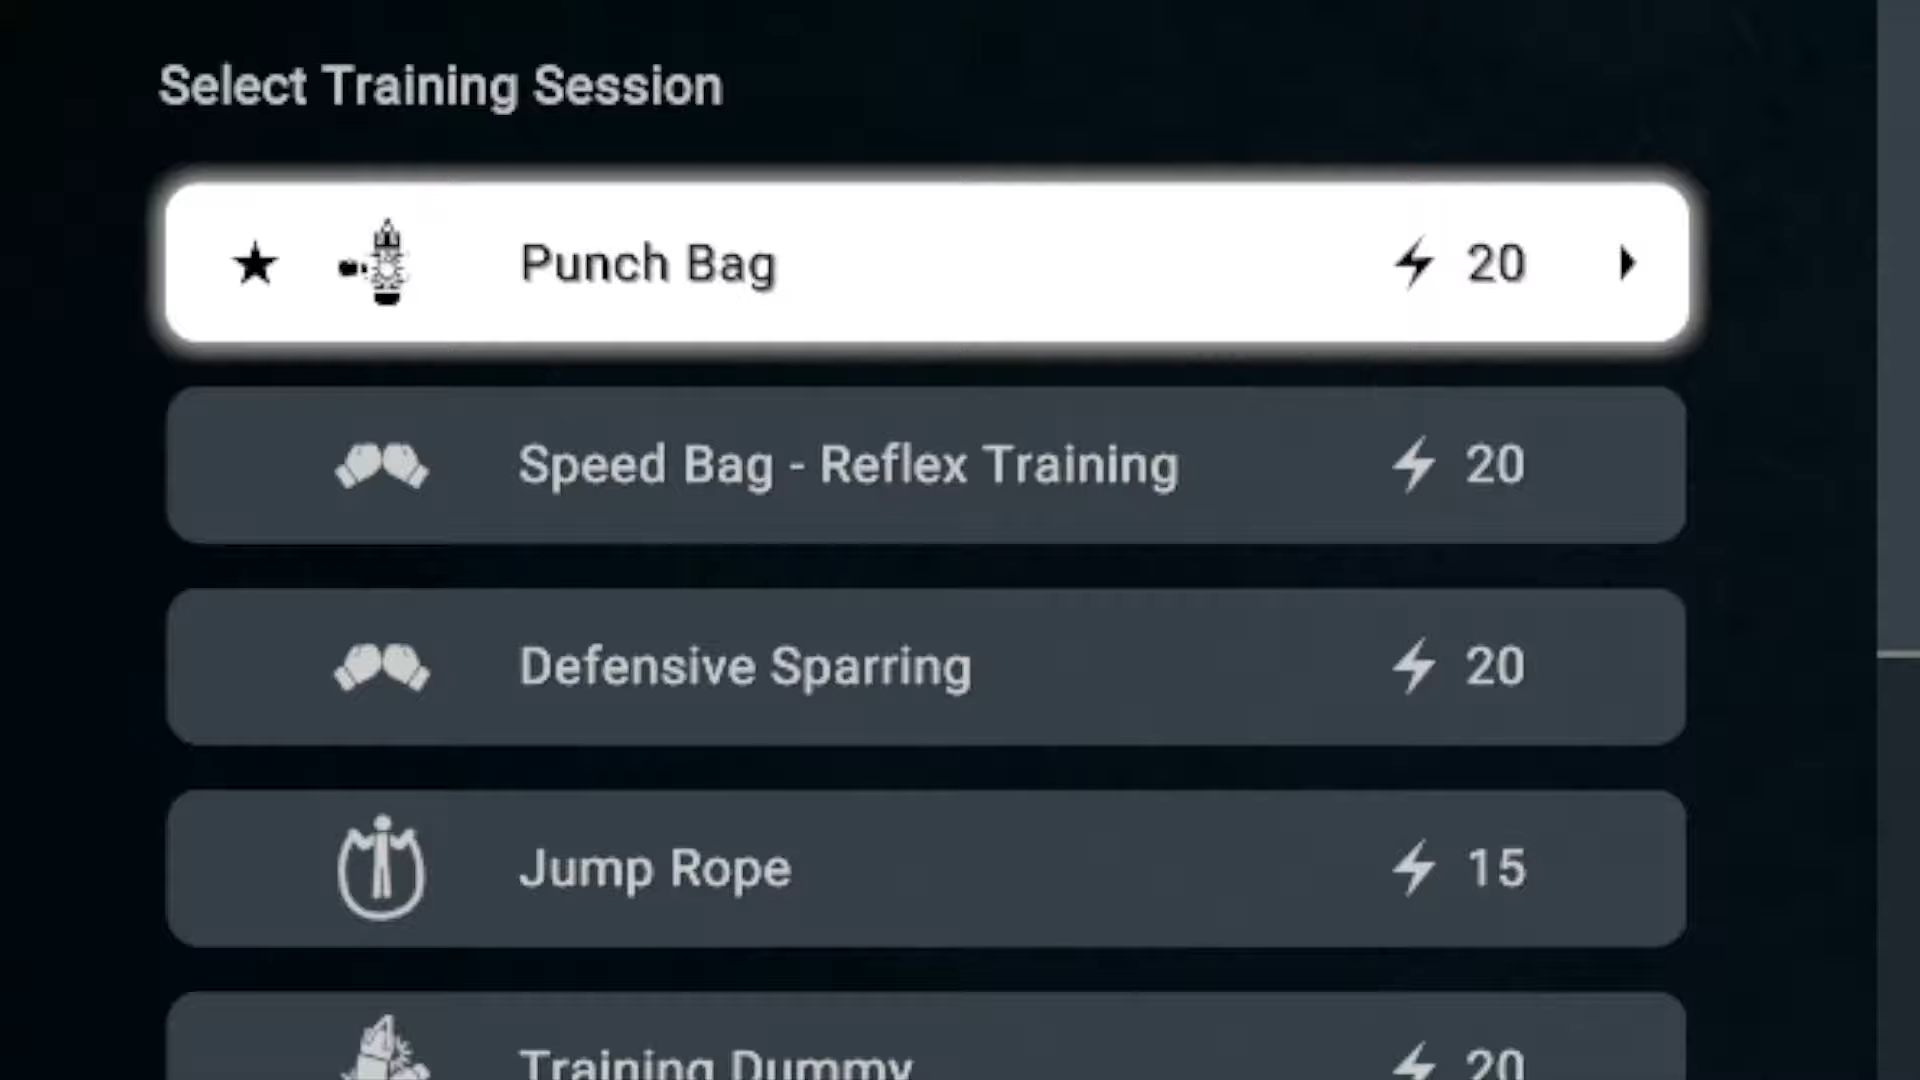 Select Training Session
Punch Bag 20
Speed Bag - Reflex Training 20
Defensive Sparring 20
Jump Rope 15
Training Dummy 20